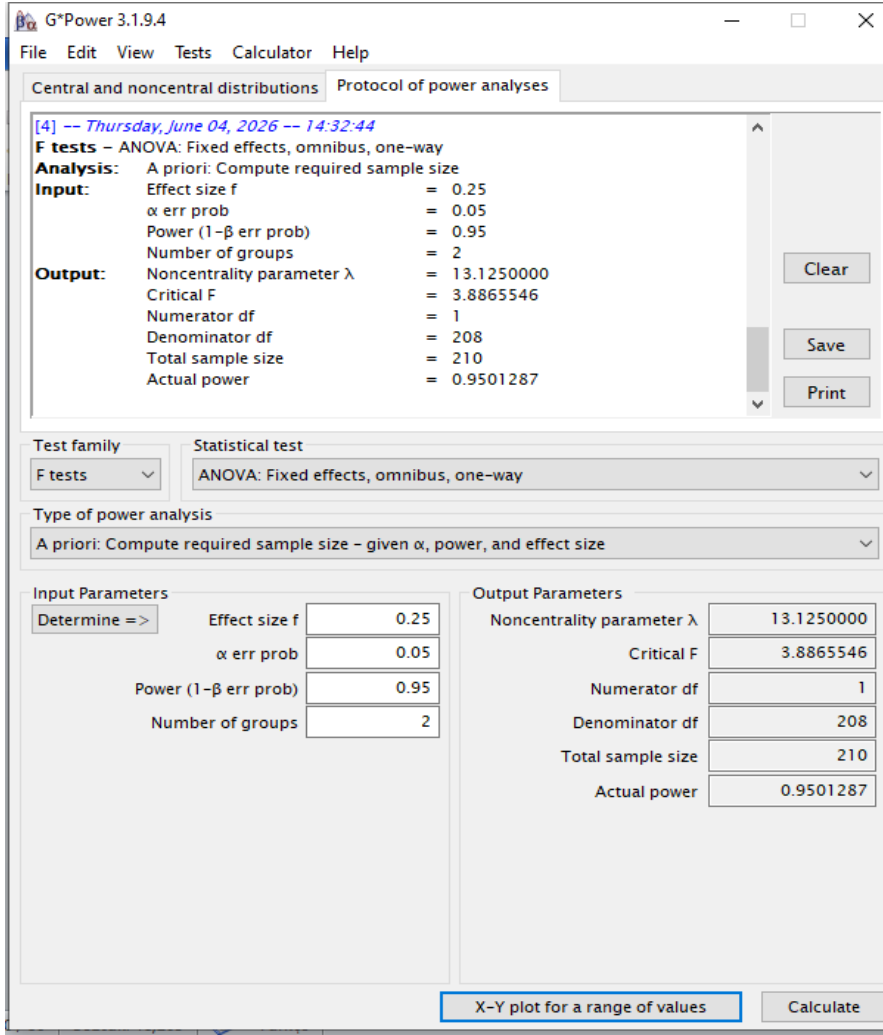 G*Power 3.1.9.4
File Edit View Tests Calculator Help
Central and noncentral distributions Protocol of power analyses
[4] -- Thursday, June 04, 2026 -- 14:32:44
F tests – ANOVA: Fixed effects, omnibus, one-way
Analysis: A priori: Compute required sample size
Input: Effect size f = 0.25
α err prob = 0.05
Power (1-β err prob) = 0.95
Number of groups = 2
Output: Noncentrality parameter λ = 13.1250000
Critical F = 3.8865546
Numerator df = 1
Denominator df = 208
Total sample size = 210
Actual power = 0.9501287
Clear
Save
Print
Test family Statistical test
F tests ANOVA: Fixed effects, omnibus, one-way
Type of power analysis
A priori: Compute required sample size - given α, power, and effect size
Input Parameters
Determine =>
Effect size f 0.25
α err prob 0.05
Power (1-β err prob) 0.95
Number of groups 2
Output Parameters
Noncentrality parameter λ 13.1250000
Critical F 3.8865546
Numerator df 1
Denominator df 208
Total sample size 210
Actual power 0.9501287
X-Y plot for a range of values Calculate